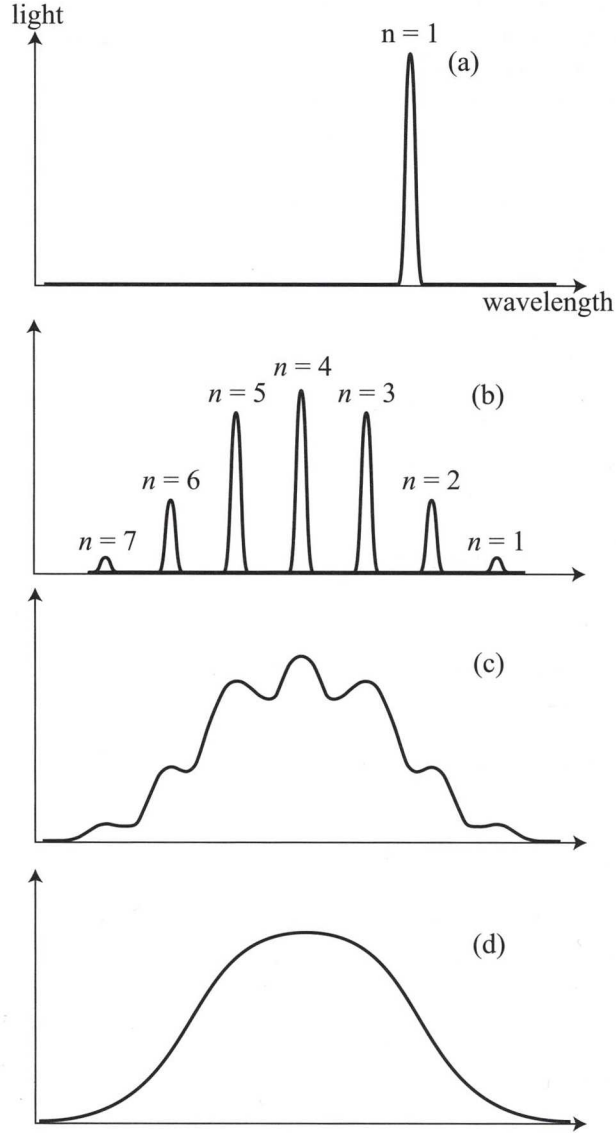 light
n = 1
(a)
wavelength
n = 4
n = 5
n = 3
(b)
n = 6
n = 2
n = 7
n = 1
(c)
(d)